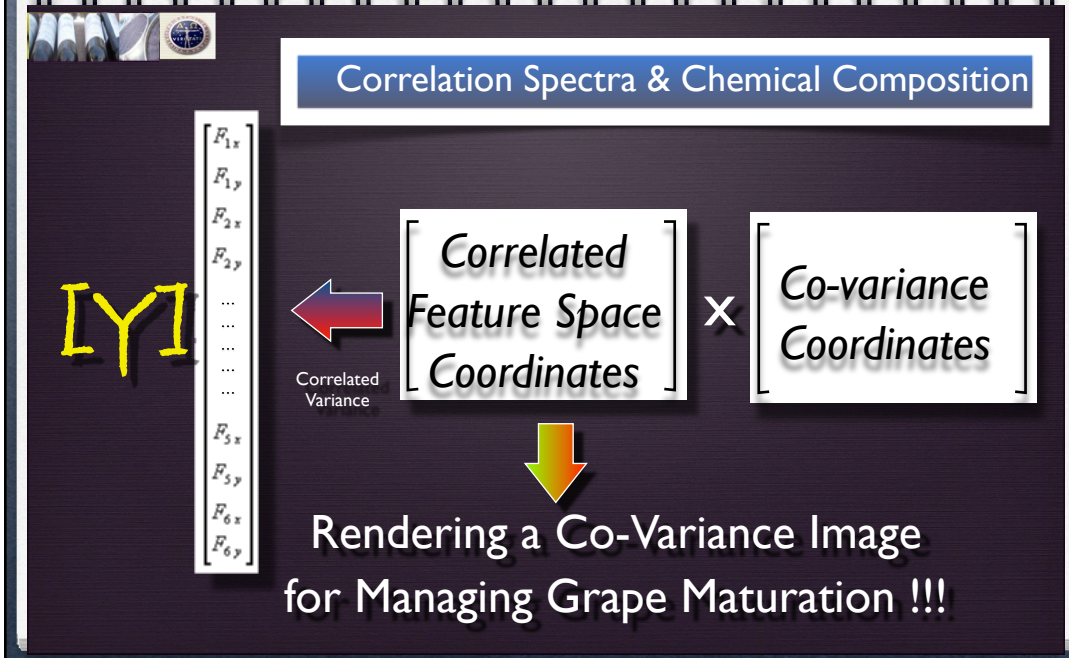 Correlation Spectra & Chemical Composition
[Y]
F1x
F1y
F2x
F2y
...
...
...
...
...
F5x
F5y
F6x
F6y
Correlated
Variance
Correlated
Feature Space
Coordinates
x
Co-variance
Coordinates
Rendering a Co-Variance Image
for Managing Grape Maturation !!!